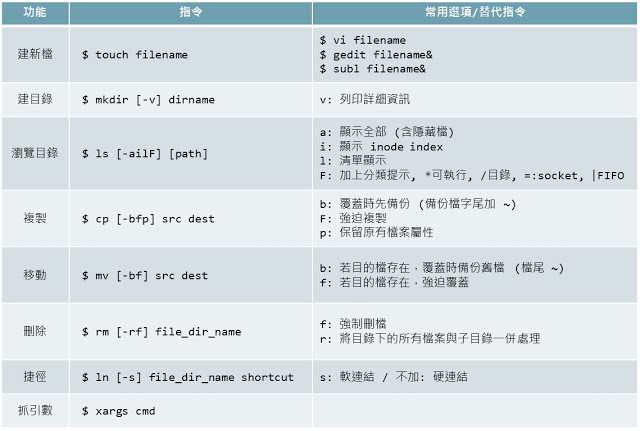 功能 指令 常用選項/替代指令
建新檔 $ touch filename
$ vi filename
$ gedit filename&
$ subl filename&
建目錄 $ mkdir [-v] dirname v: 列印詳細資訊
瀏覽目錄 $ ls [-ailF] [path]
a: 顯示全部 (含隱藏檔)
i: 顯示 inode index
l: 清單顯示
F: 加上分類提示, *可執行, /目錄, =:socket, |FIFO
複製 $ cp [-bfp] src dest
b: 覆蓋時先備份 (備份檔字尾加 ~)
F: 強迫複製
p: 保留原有檔案屬性
移動 $ mv [-bf] src dest
b: 若目的檔存在，覆蓋時備份舊檔 (檔尾 ~)
f: 若目的檔存在，強迫覆蓋
刪除 $ rm [-rf] file_dir_name
f: 強制刪檔
r: 將目錄下的所有檔案與子目錄一併處理
捷徑 $ ln [-s] file_dir_name shortcut s: 軟連結 / 不加: 硬連結
抓引數 $ xargs cmd